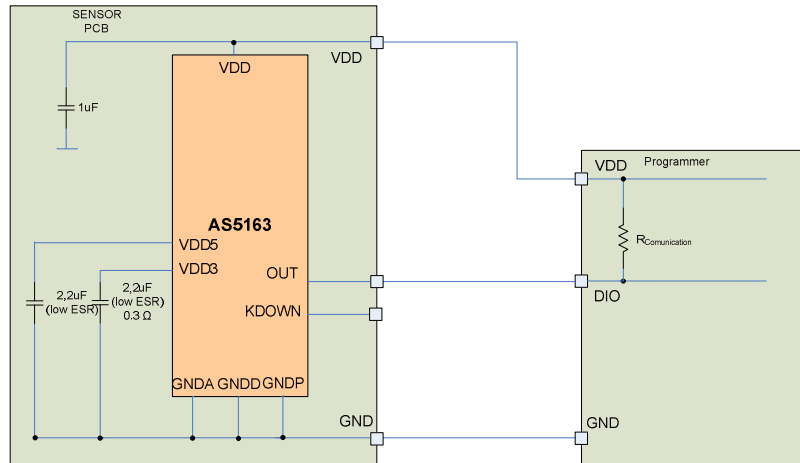 SENSOR
PCB
VDD
VDD
1uF
VDD
Programmer
AS5163
VDD5
VDD3
OUT
RComunication
2,2uF
(low ESR)
2,2uF
(low ESR)
0.3 Ω
DIO
KDOWN
GNDA GNDD GNDP
GND
GND